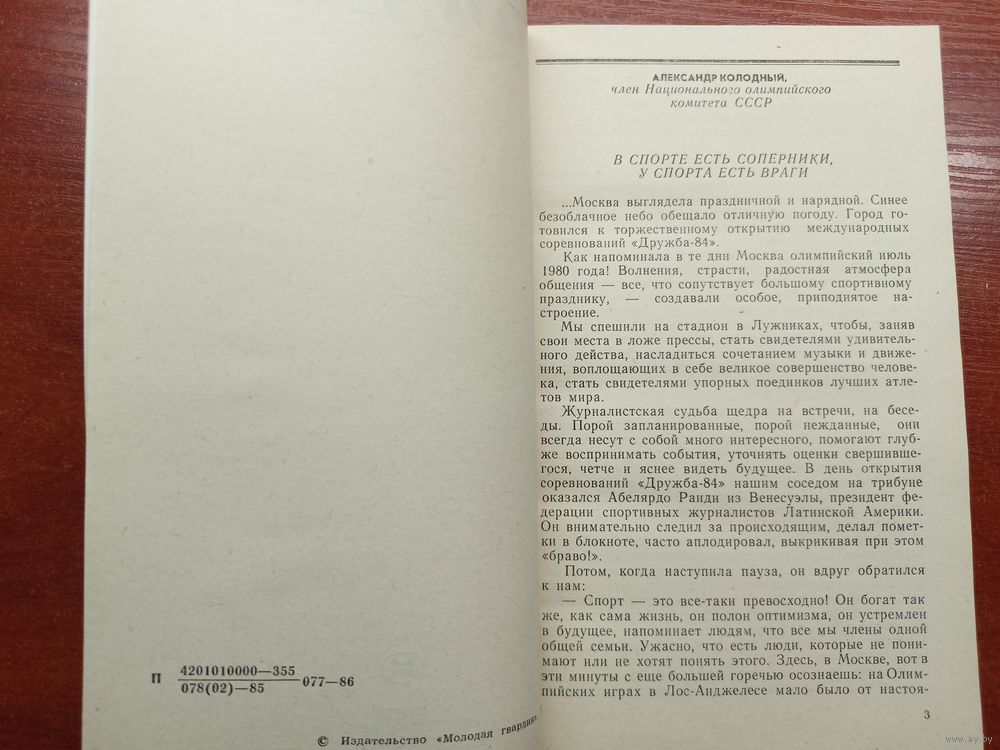 П 4201010000—355
078(02)—85 077—86
© Издательство «Молодая гвардия»,
АЛЕКСАНДР КОЛОДНЫЙ,
член Национального олимпийского
комитета СССР
В СПОРТЕ ЕСТЬ СОПЕРНИКИ,
У СПОРТА ЕСТЬ ВРАГИ
...Москва выглядела праздничной и нарядной. Синее
безоблачное небо обещало отличную погоду. Город го-
товился к торжественному открытию международных
соревнований «Дружба-84».
Как напоминала в те дни Москва олимпийский июль
1980 года! Волнения, страсти, радостная атмосфера
общения — все, что сопутствует большому спортивному
празднику, — создавали особое, приподнятое на-
строение.
Мы спешили на стадион в Лужниках, чтобы, заняв
свои места в ложе прессы, стать свидетелями удивитель-
ного действа, насладиться сочетанием музыки и движе-
ния, воплощающих в себе великое совершенство челове-
ка, стать свидетелями упорных поединков лучших атле-
тов мира.
Журналистская судьба щедра на встречи, на бесе-
ды. Порой запланированные, порой нежданные, они
всегда несут с собой много интересного, помогают глуб-
же воспринимать события, уточнять оценки свершивше-
гося, четче и яснее видеть будущее. В день открытия
соревнований «Дружба-84» нашим соседом на трибуне
оказался Абелярдо Раиди из Венесуэлы, президент фе-
дерации спортивных журналистов Латинской Америки.
Он внимательно следил за происходящим, делал помет-
ки в блокноте, часто аплодировал, выкрикивая при этом
«браво!».
Потом, когда наступила пауза, он вдруг обратился
к нам:
— Спорт — это все-таки превосходно! Он богат так
же, как сама жизнь, он полон оптимизма, он устремлен
в будущее, напоминает людям, что все мы члены одной
общей семьи. Ужасно, что есть люди, которые не пони-
мают или не хотят понять этого. Здесь, в Москве, вот в
эти минуты с еще большей горечью осознаешь: на Олим-
пийских играх в Лос-Анджелесе мало было от настоя-
3
www.ay.by